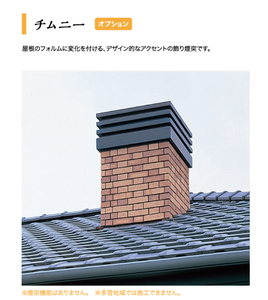 チムニー オプション
屋根のフォルムに変化を付ける、デザイン的なアクセントの飾り煙突です。
※煙突機能はありません。 ※多雪地域では施工できません。